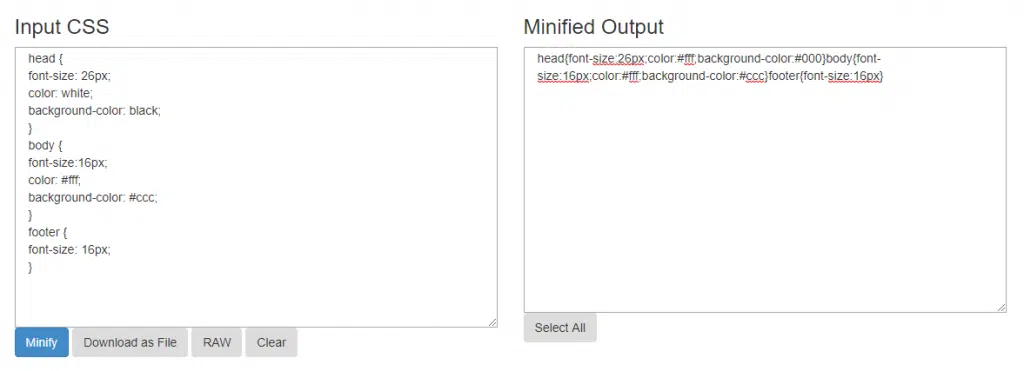 Input CSS
head {
font-size: 26px;
color: white;
background-color: black;
}
body {
font-size:16px;
color: #fff;
background-color: #ccc;
}
footer {
font-size: 16px;
}
Minify
Download as File
RAW
Clear
Minified Output
head{font-size:26px;color:#fff;background-color:#000}body{font-
size:16px;color:#fff;background-color:#ccc}footer{font-size:16px}
Select All